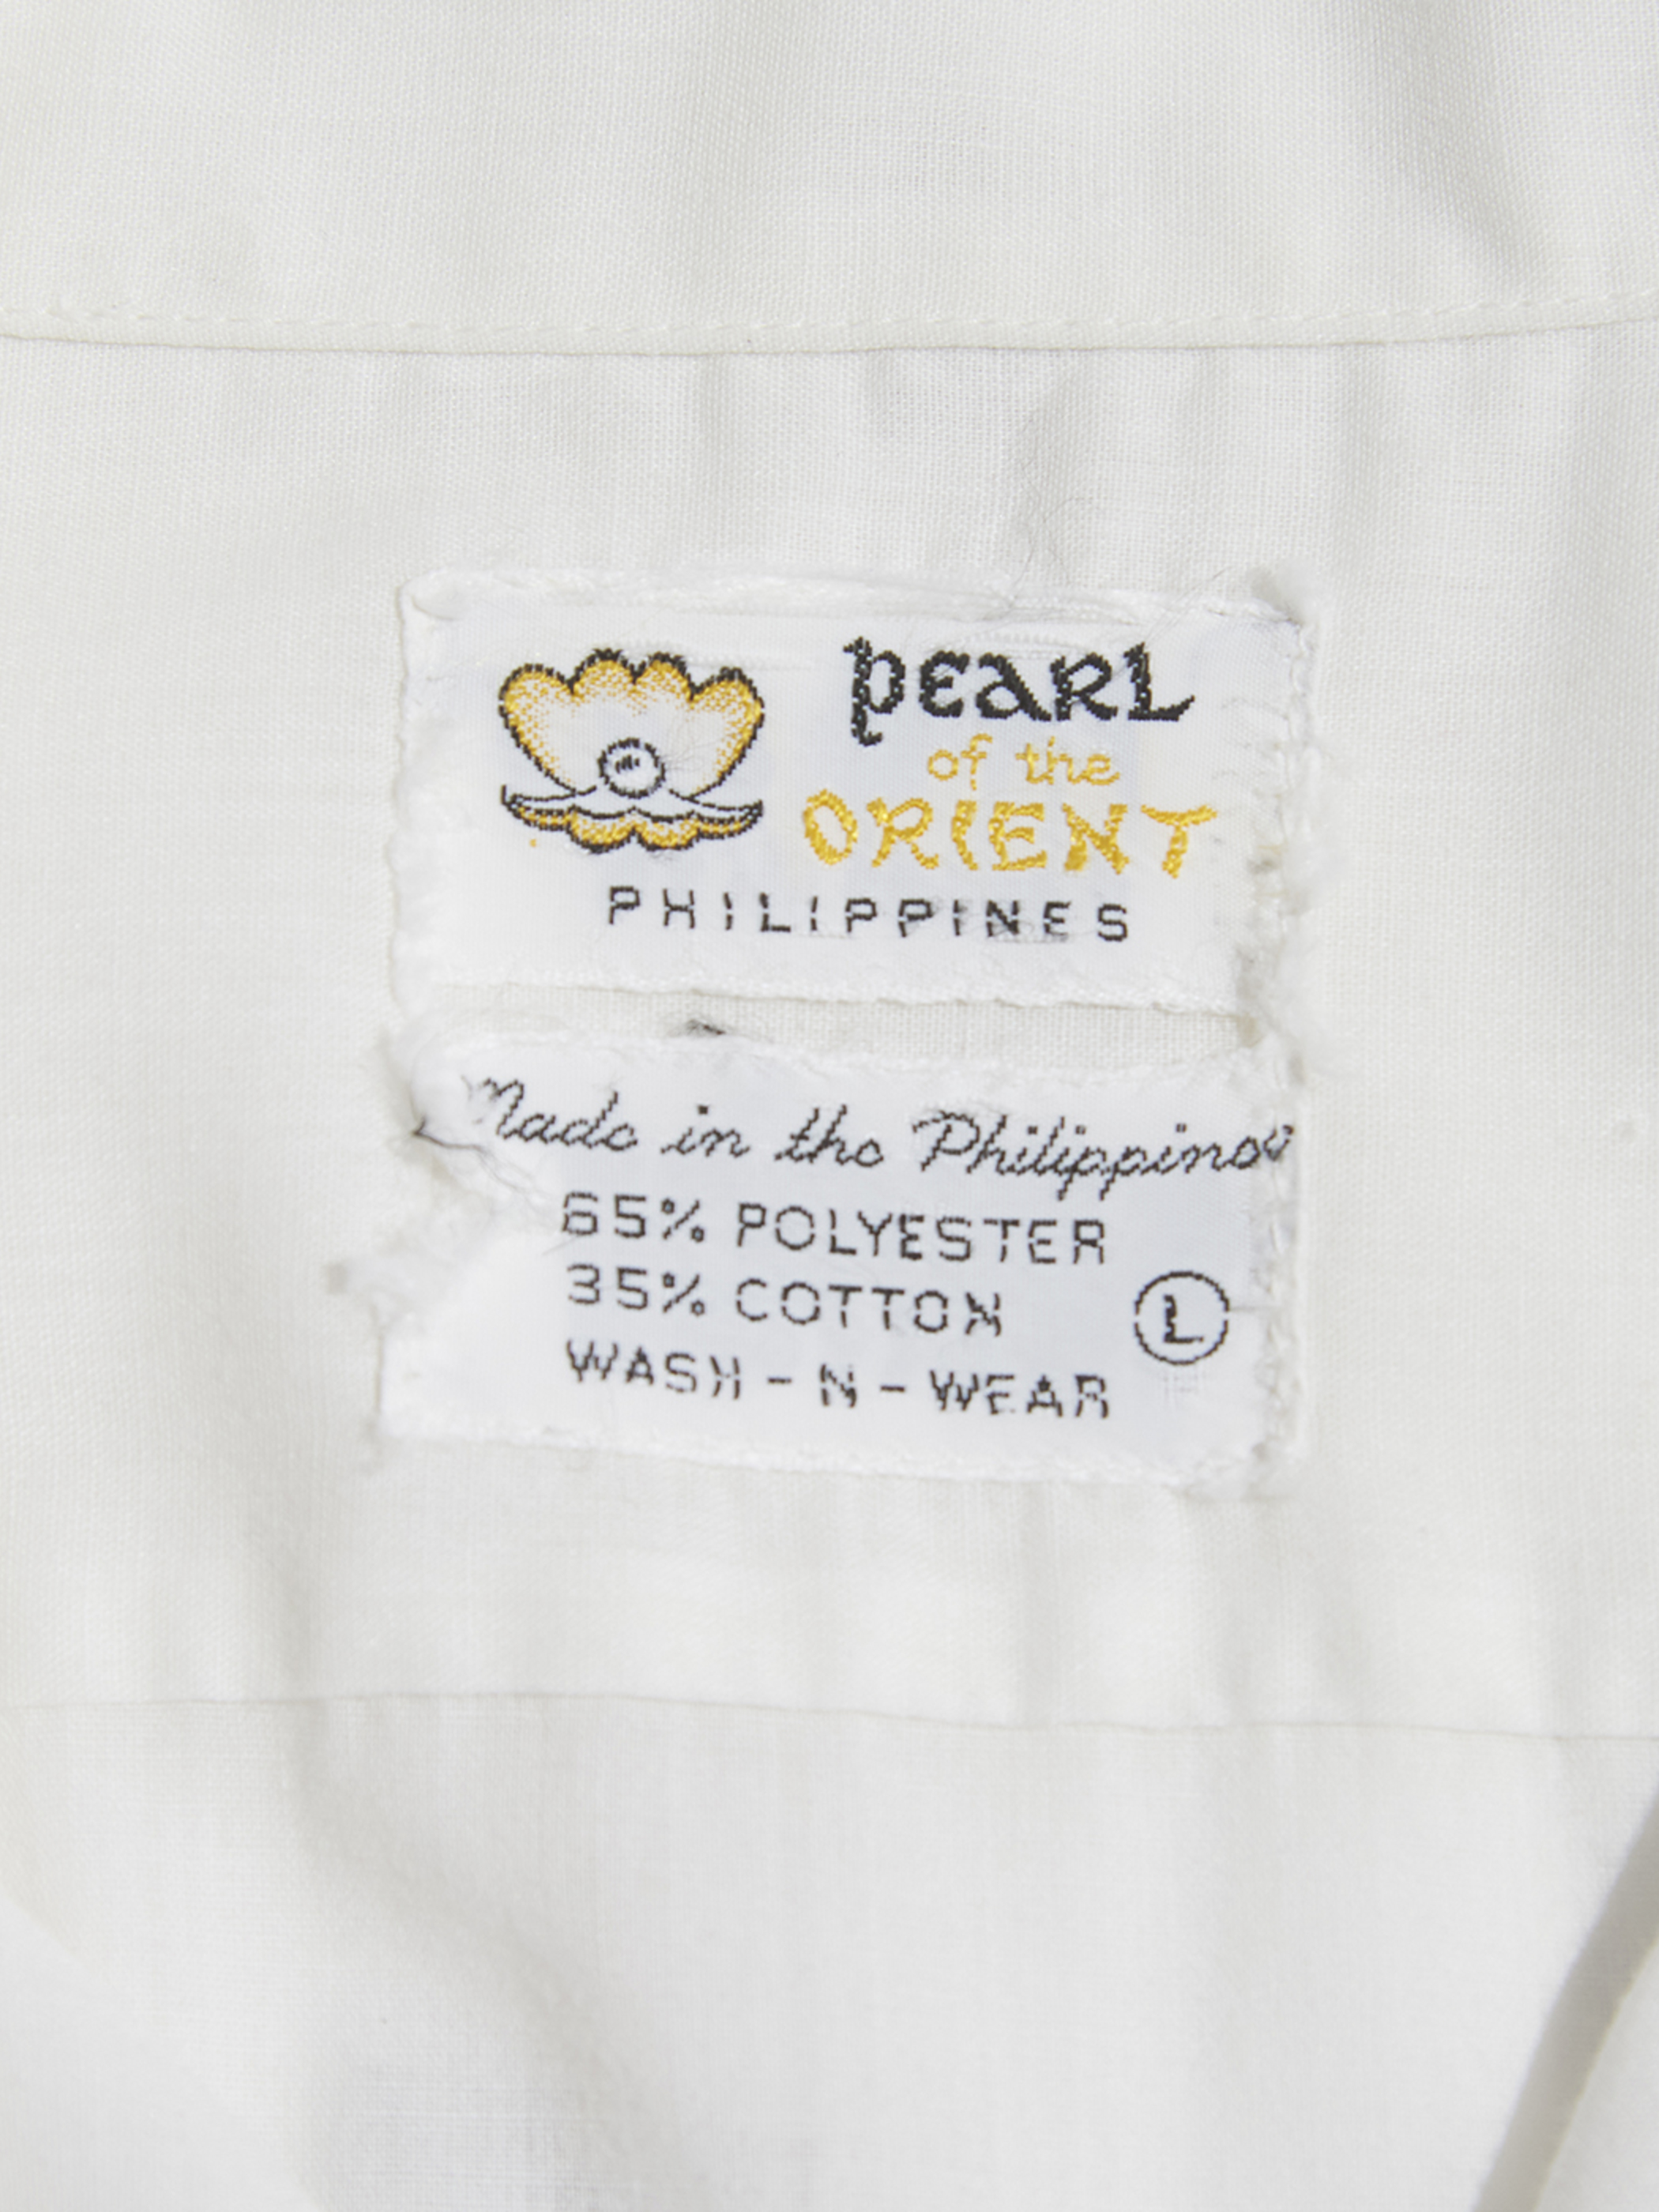 pEARL
of the
ORIENT
PHILIPPINES
Made in the Philippines
65% POLYESTER
35% COTTON
L
WASH-N-WEAR